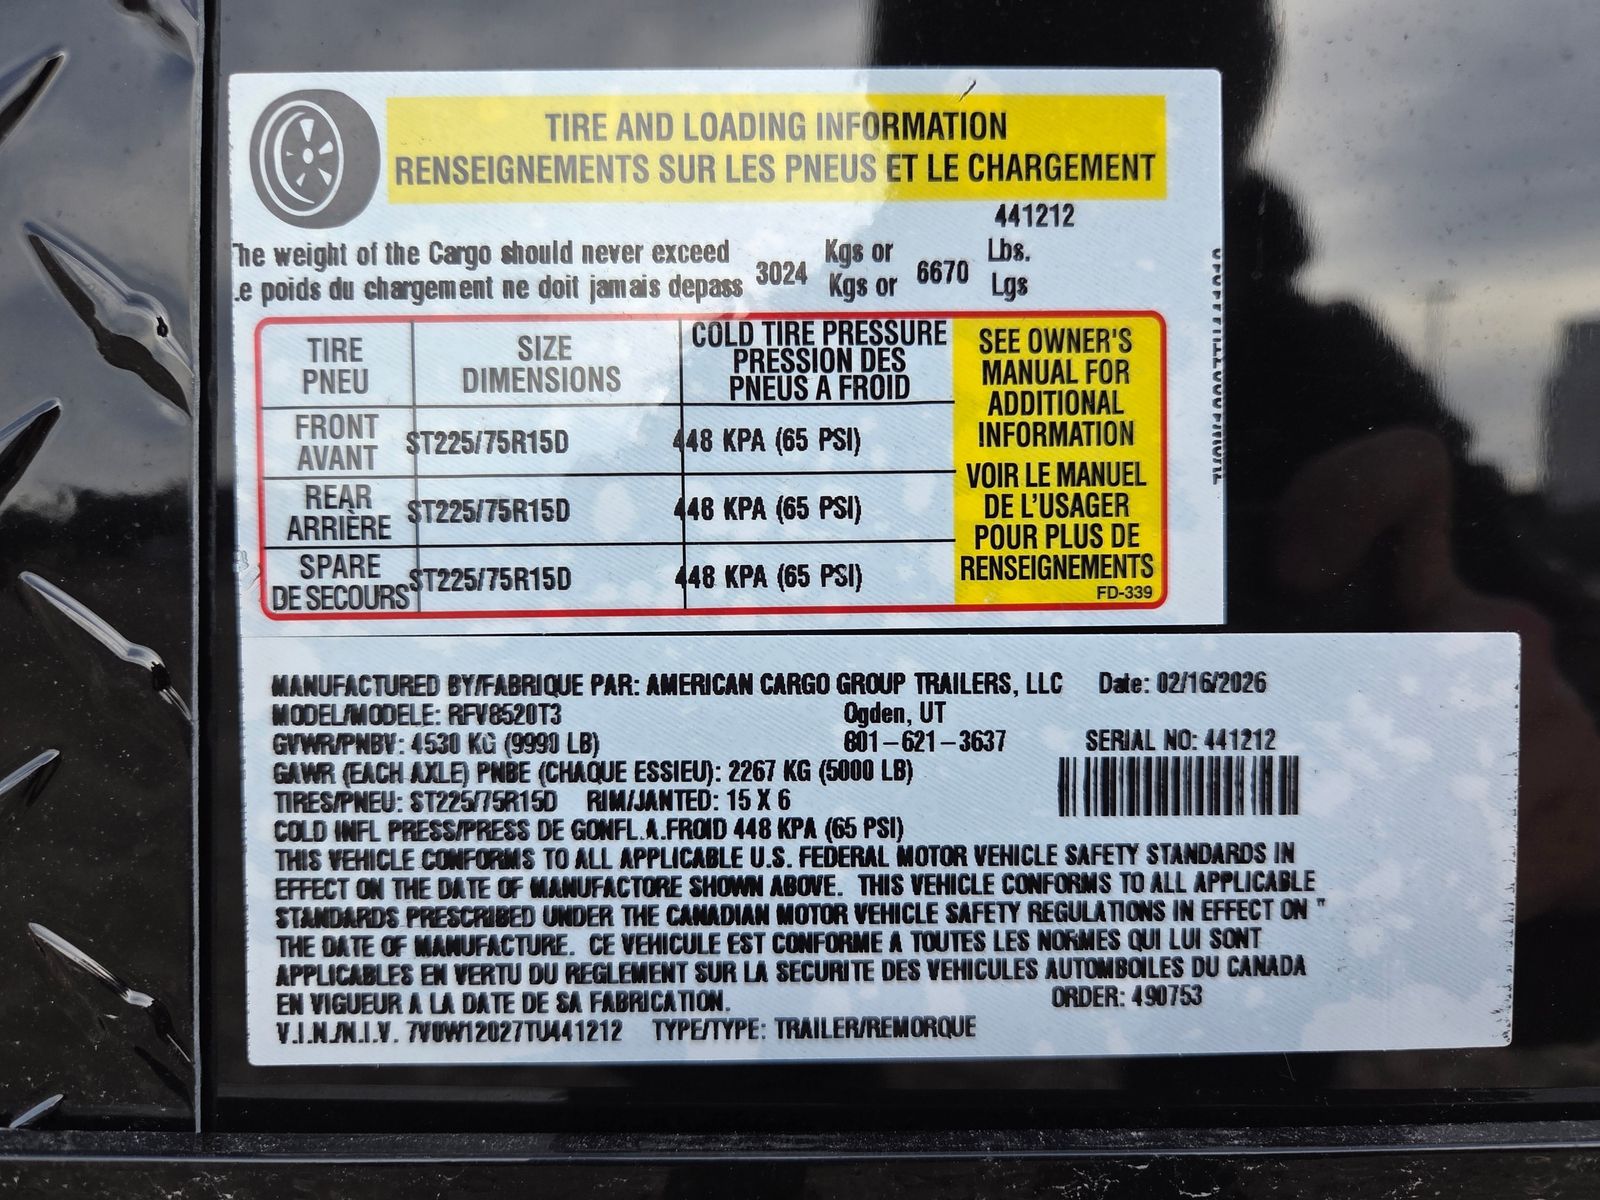 TIRE AND LOADING INFORMATION
RENSEIGNEMENTS SUR LES PNEUS ET LE CHARGEMENT
441212
he weight of the Cargo should never exceed 3024 Kgs or 6670 Lbs.
e poids du chargement ne doit jamais depass Kgs or Lgs
TIRE PNEU
SIZE DIMENSIONS
COLD TIRE PRESSURE
PRESSION DES
PNEUS A FROID
FRONT AVANT ST225/75R15D 448 KPA (65 PSI)
REAR ARRIÈRE ST225/75R15D 448 KPA (65 PSI)
SPARE DE SECOURS ST225/75R15D 448 KPA (65 PSI)
SEE OWNER'S
MANUAL FOR
ADDITIONAL
INFORMATION
VOIR LE MANUEL
DE L'USAGER
POUR PLUS DE
RENSEIGNEMENTS
FD-339
MANUFACTURED BY/FABRIQUE PAR: AMERICAN CARGO GROUP TRAILERS, LLC Date: 02/16/2026
MODEL/MODELE: RFV8520T3 Ogden, UT
GVWR/PNBV: 4530 KG (9990 LB) 801-621-3637 SERIAL NO: 441212
GAWR (EACH AXLE) PNBE (CHAQUE ESSIEU): 2267 KG (5000 LB)
TIRES/PNEU: ST225/75R15D RIM/JANTED: 15 X 6
COLD INFL PRESS/PRESS DE GONFL.A.FROID 448 KPA (65 PSI)
THIS VEHICLE CONFORMS TO ALL APPLICABLE U.S. FEDERAL MOTOR VEHICLE SAFETY STANDARDS IN
EFFECT ON THE DATE OF MANUFACTORE SHOWN ABOVE. THIS VEHICLE CONFORMS TO ALL APPLICABLE
STANDARDS PRESCRIBED UNDER THE CANADIAN MOTOR VEHICLE SAFETY REGULATIONS IN EFFECT ON "
THE DATE OF MANUFACTURE. CE VEHICULE EST CONFORME A TOUTES LES NORMES QUI LUI SONT
APPLICABLES EN VERTU DU REGLEMENT SUR LA SECURITE DES VEHICULES AUTOMBOILES DU CANADA
EN VIGUEUR A LA DATE DE SA FABRICATION. ORDER: 490753
V.I.N./N.I.V. 7V0W12027TU441212 TYPE/TYPE: TRAILER/REMORQUE